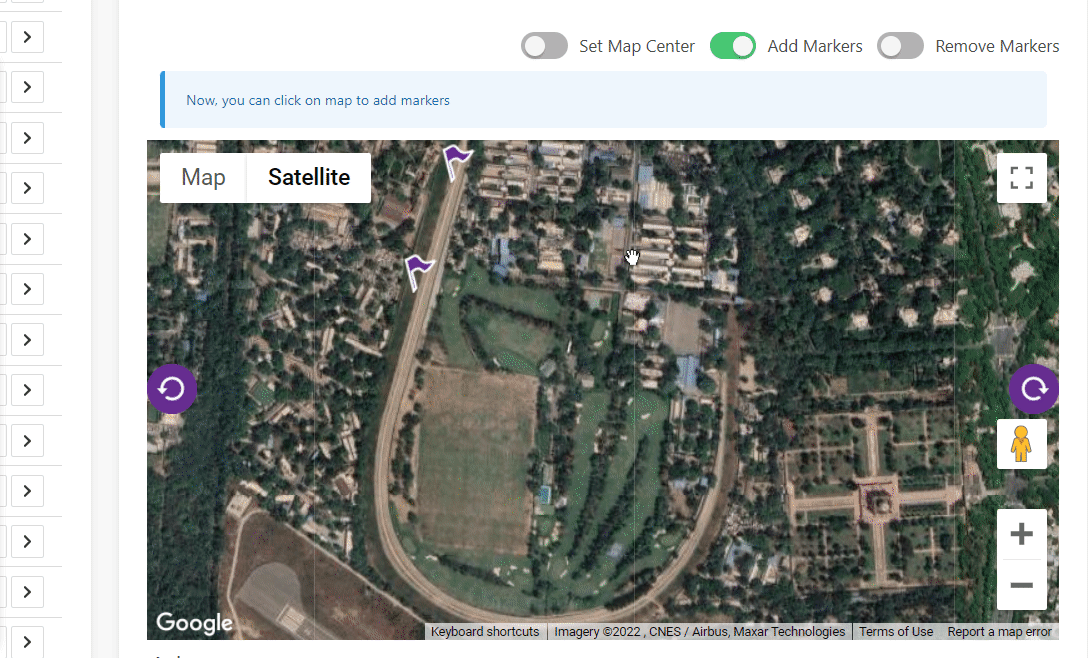 Set Map Center Add Markers Remove Markers
Now, you can click on map to add markers
Map Satellite
Google
Keyboard shortcuts Imagery ©2022 , CNES / Airbus, Maxar Technologies Terms of Use Report a map error